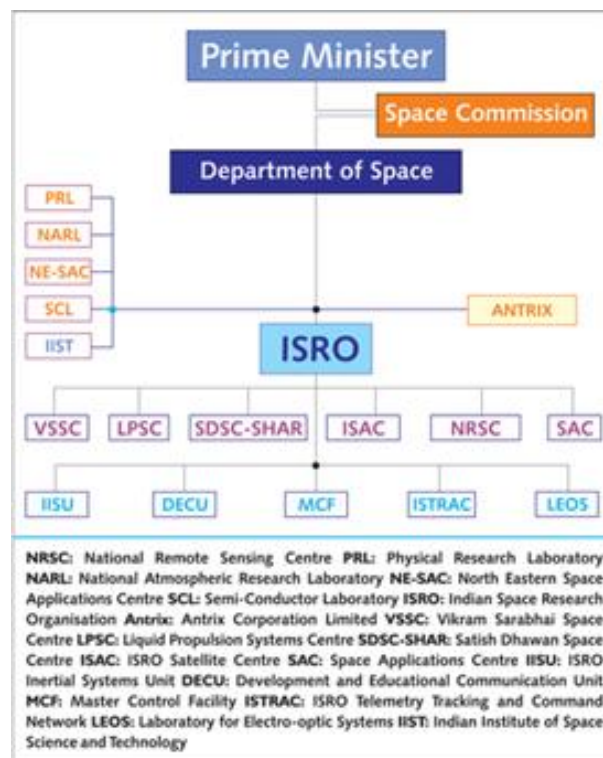 Prime Minister
Space Commission
Department of Space
PRL
NARL
NE-SAC
SCL
IIST
ANTRIX
ISRO
VSSC LPSC SDSC-SHAR ISAC NRSC SAC
IISU DECU MCF ISTRAC LEOS
NRSC: National Remote Sensing Centre PRL: Physical Research Laboratory
NARL: National Atmospheric Research Laboratory NE-SAC: North Eastern Space
Applications Centre SCL: Semi-Conductor Laboratory ISRO: Indian Space Research
Organisation Antrix: Antrix Corporation Limited VSSC: Vikram Sarabhai Space
Centre LPSC: Liquid Propulsion Systems Centre SDSC-SHAR: Satish Dhawan Space
Centre ISAC: ISRO Satellite Centre SAC: Space Applications Centre IISU: ISRO
Inertial Systems Unit DECU: Development and Educational Communication Unit
MCF: Master Control Facility ISTRAC: ISRO Telemetry Tracking and Command
Network LEOS: Laboratory for Electro-optic Systems IIST: Indian Institute of Space
Science and Technology